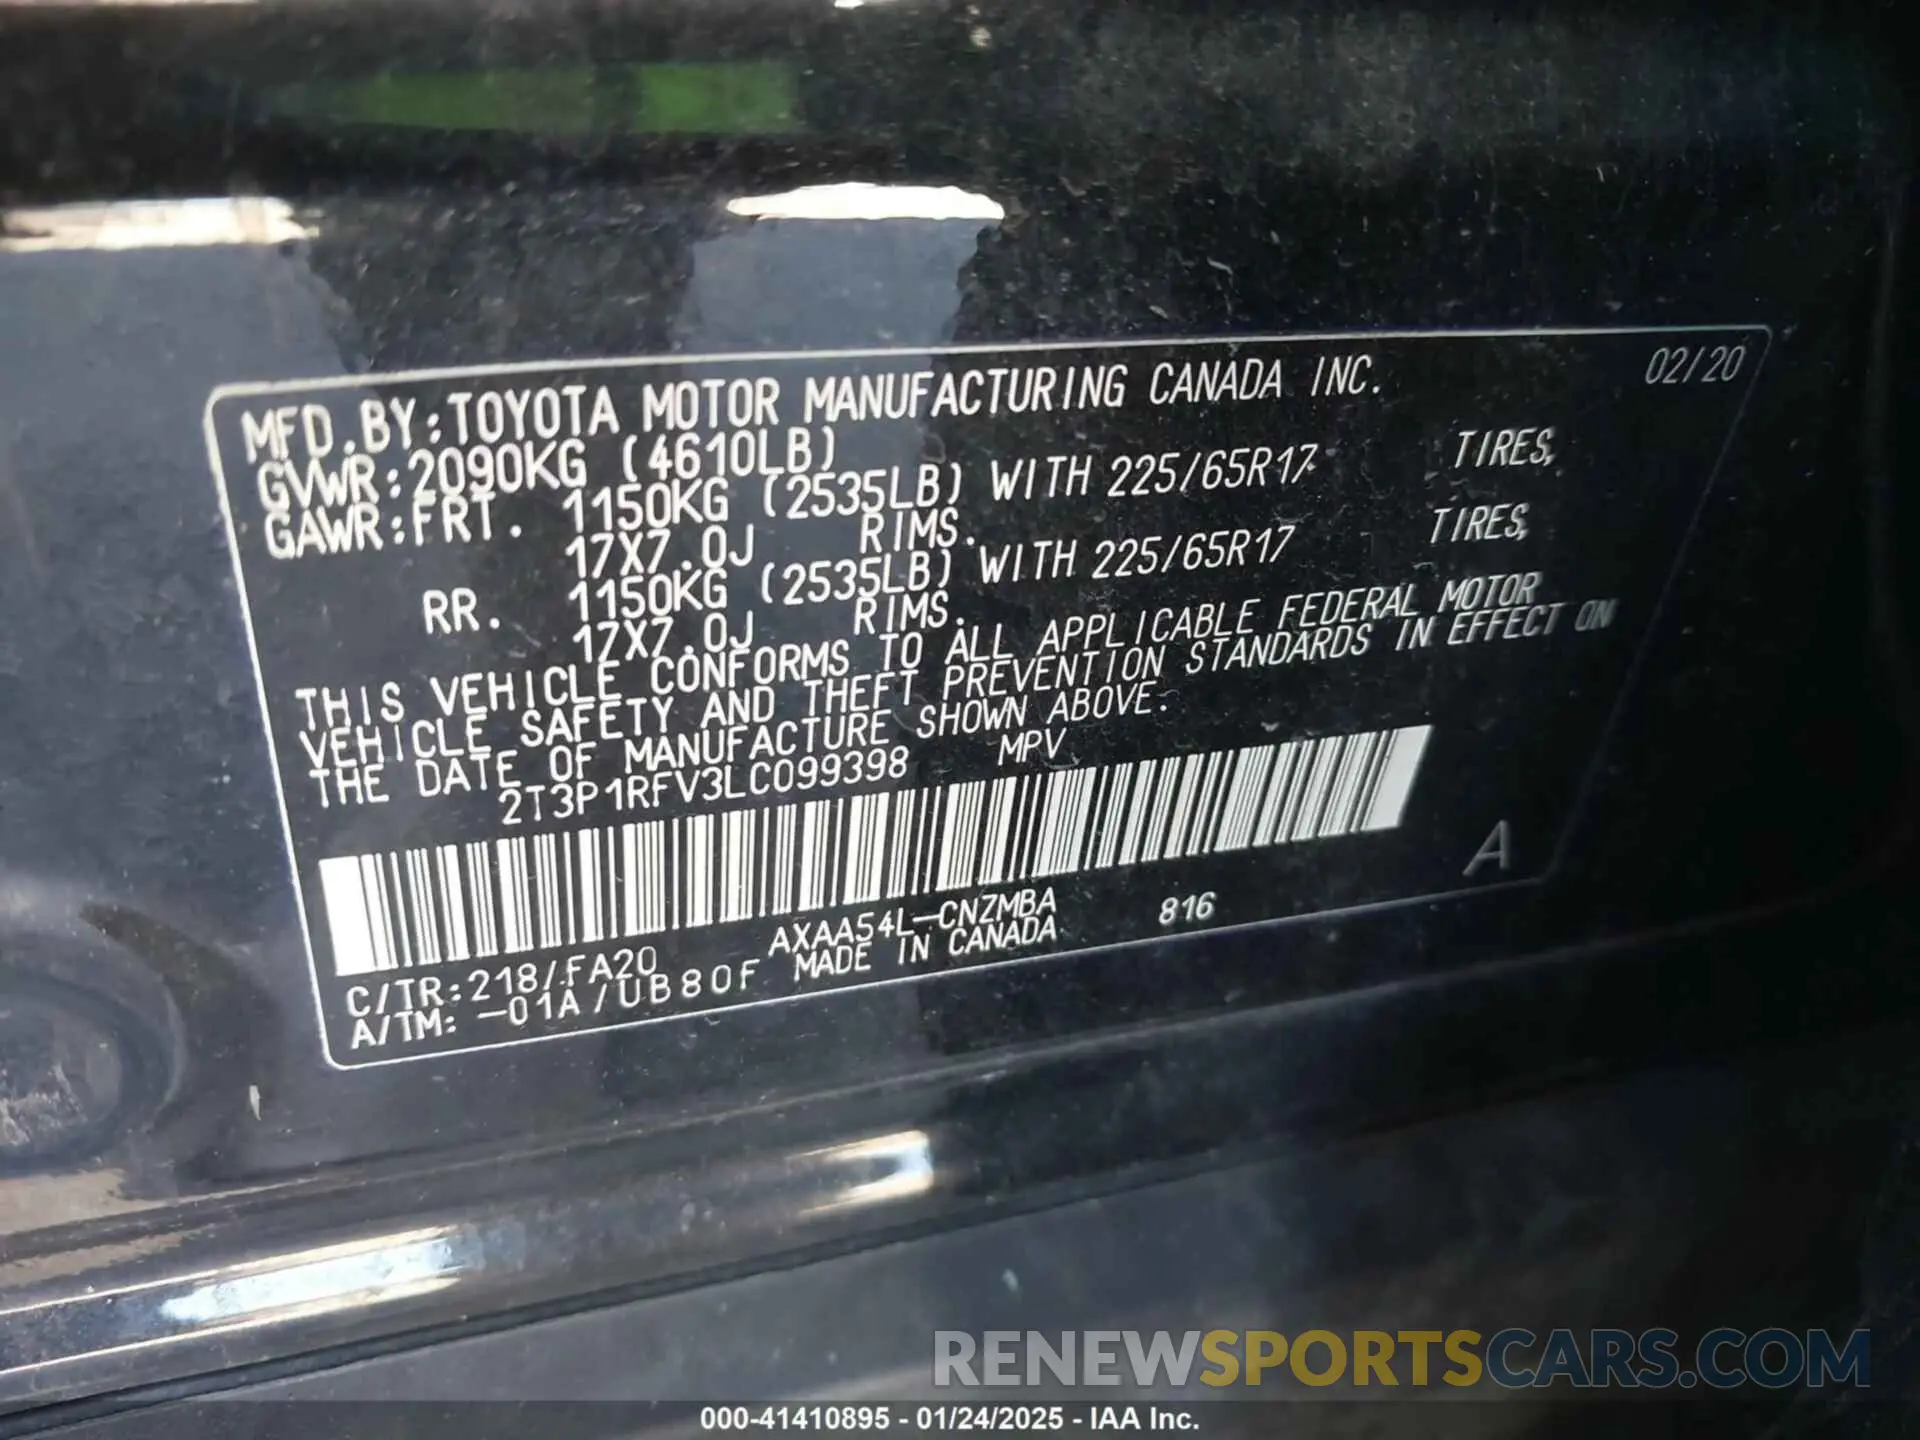 MFD.BY:TOYOTA MOTOR MANUFACTURING CANADA INC. 02/20
GVWR:2090KG (4610LB)
GAWR:FRT. 1150KG (2535LB) WITH 225/65R17 TIRES,
17X7.0J RIMS.
RR. 1150KG (2535LB) WITH 225/65R17 TIRES,
17X7.0J RIMS.
THIS VEHICLE CONFORMS TO ALL APPLICABLE FEDERAL MOTOR
VEHICLE SAFETY AND THEFT PREVENTION STANDARDS IN EFFECT ON
THE DATE OF MANUFACTURE SHOWN ABOVE.
2T3P1RFV3LC099398 MPV
A
C/TR:218/FA20 AXAA54L-CNZMBA 816
A/TM: -01A/UB80F MADE IN CANADA
RENEWSPORTSCARS.COM
000-41410895 - 01/24/2025 - IAA Inc.